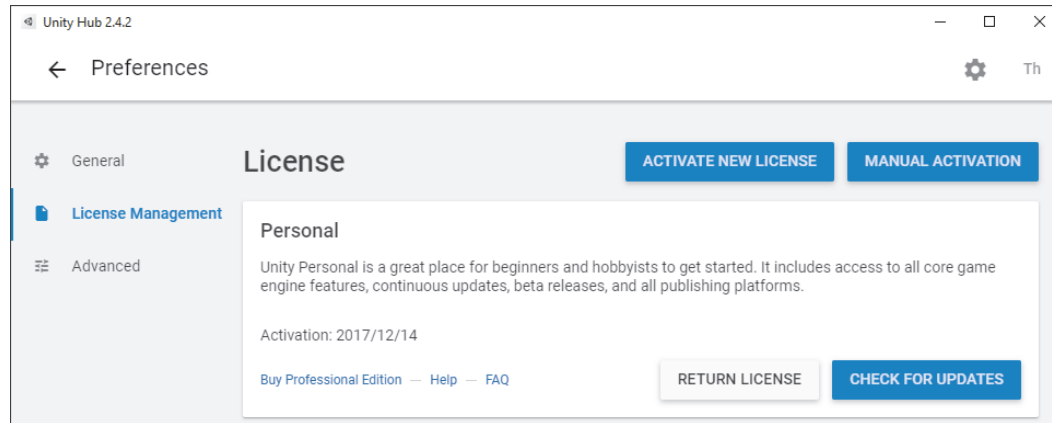 Unity Hub 2.4.2
Preferences
Th
General
License Management
Advanced
License
ACTIVATE NEW LICENSE
MANUAL ACTIVATION
Personal
Unity Personal is a great place for beginners and hobbyists to get started. It includes access to all core game
engine features, continuous updates, beta releases, and all publishing platforms.
Activation: 2017/12/14
Buy Professional Edition — Help — FAQ
RETURN LICENSE
CHECK FOR UPDATES